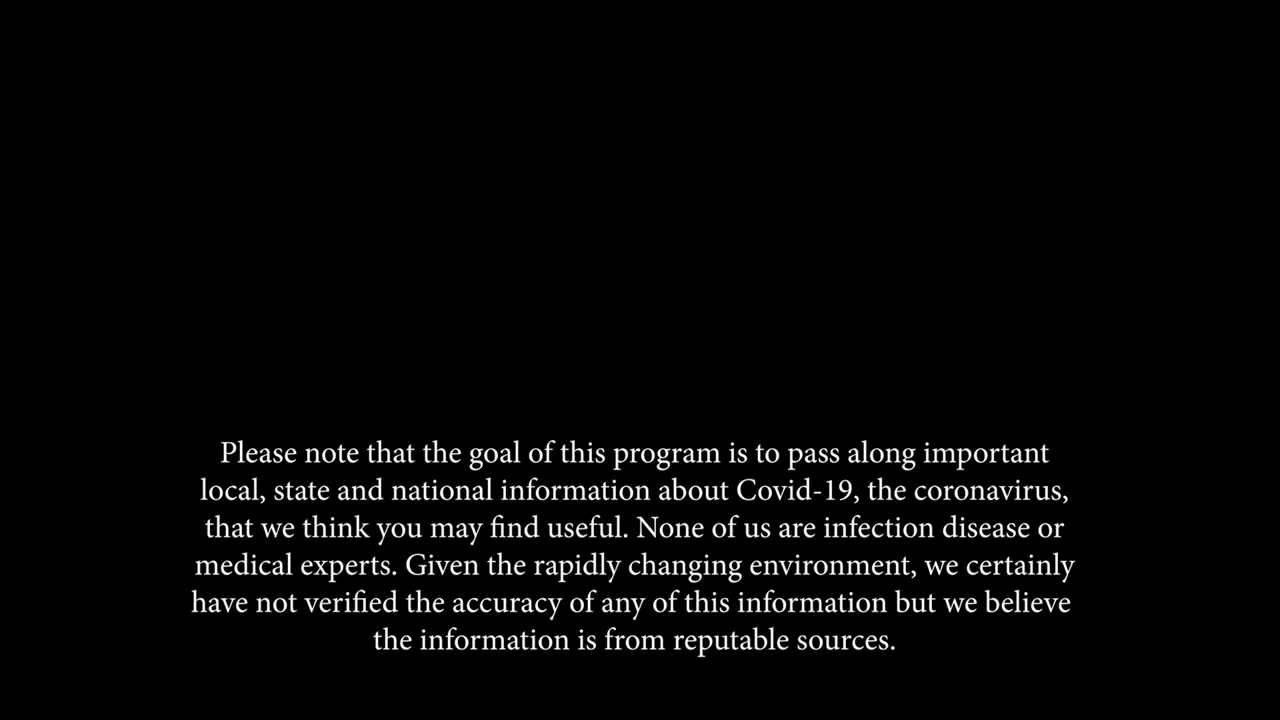 Please note that the goal of this program is to pass along important
local, state and national information about Covid-19, the coronavirus,
that we think you may find useful. None of us are infection disease or
medical experts. Given the rapidly changing environment, we certainly
have not verified the accuracy of any of this information but we believe
the information is from reputable sources.